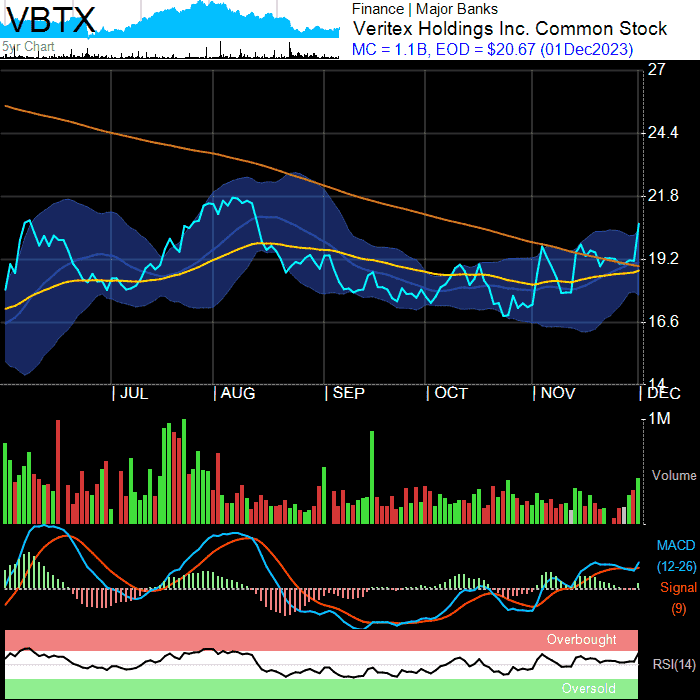 VBTX
5yr Chart
Finance | Major Banks
Veritex Holdings Inc. Common Stock
MC = 1.1B, EOD = $20.67 (01Dec2023)
27
24.4
21.8
19.2
16.6
14
| JUL | AUG | SEP | OCT | NOV | DEC
1M
Volume
MACD
(12-26)
Signal
(9)
Overbought
RSI(14)
Oversold